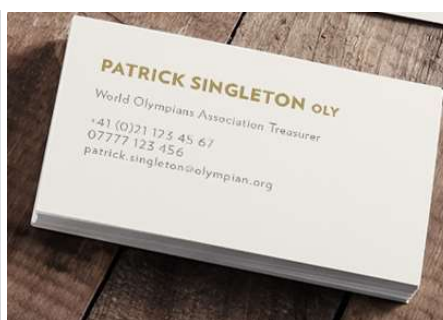 PATRICK SINGLETON OLY
World Olympians Association Treasurer
+41 (0)21 123 45 67
07777 123 456
patrick.singleton@olympian.org